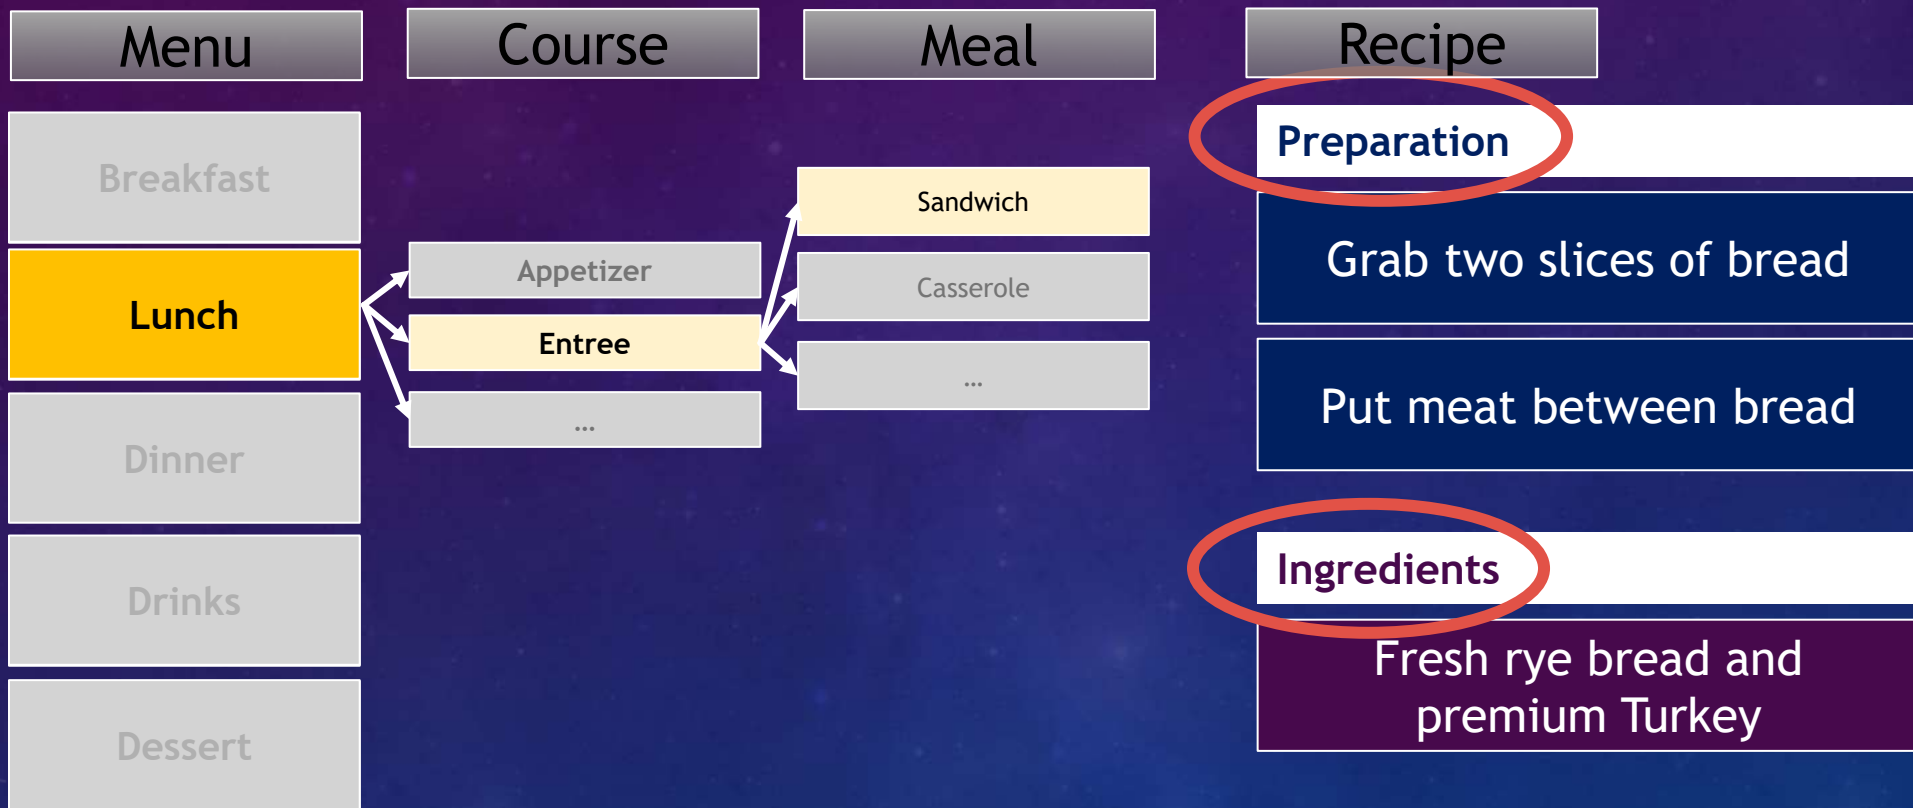 Menu
Course
Meal
Recipe
Breakfast
Lunch
Dinner
Drinks
Dessert
Appetizer
Entree
...
Sandwich
Casserole
...
Preparation
Grab two slices of bread
Put meat between bread
Ingredients
Fresh rye bread and
premium Turkey